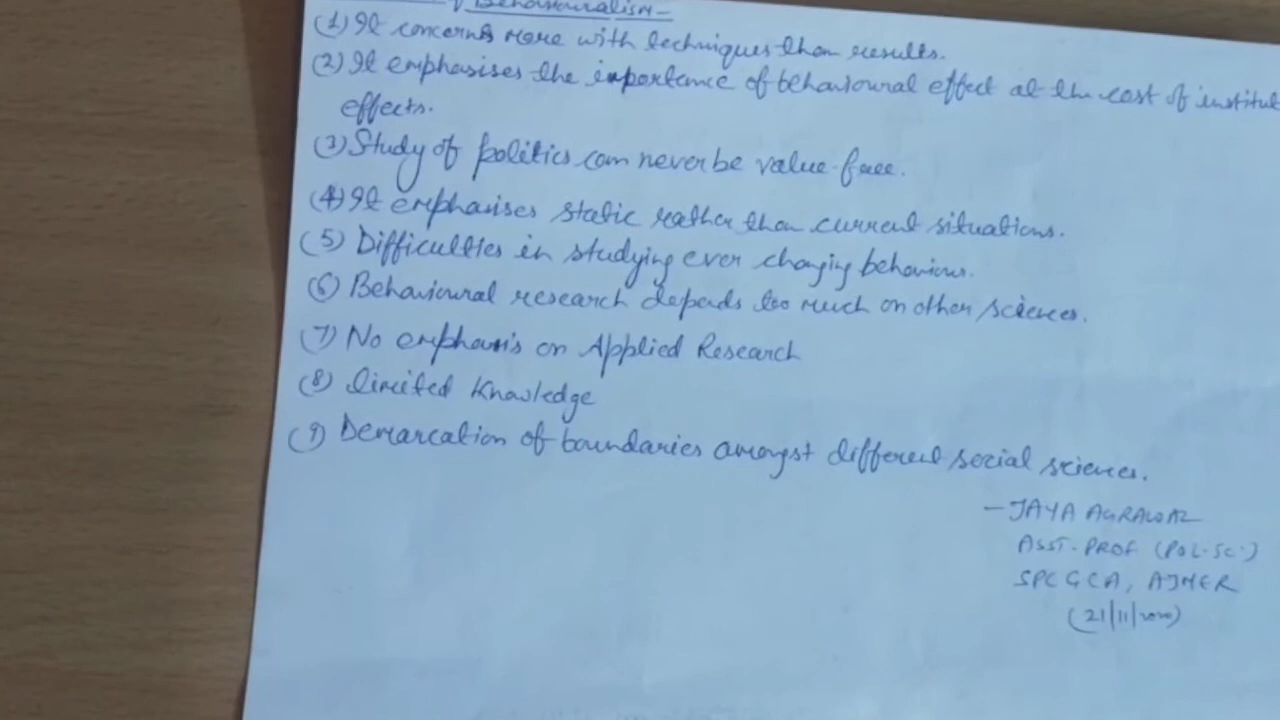 of Behaviouralism -
(1) It concerns more with techniques than results.
(2) It emphasises the importance of behavioural effect at the cost of institut
effects.
(3) Study of politics can never be value-free.
(4) It emphasises static rather than current situations.
(5) Difficulties in studying ever changing behaviour.
(6) Behavioural research depends too much on other sciences.
(7) No emphasis on Applied Research
(8) limited knowledge
(9) Demarcation of boundaries amongst different social sciences.
- JAYA AGRAWAL
ASST. PROF (POL. SC.)
SPCGCA, AJMER
(21/11/2020)